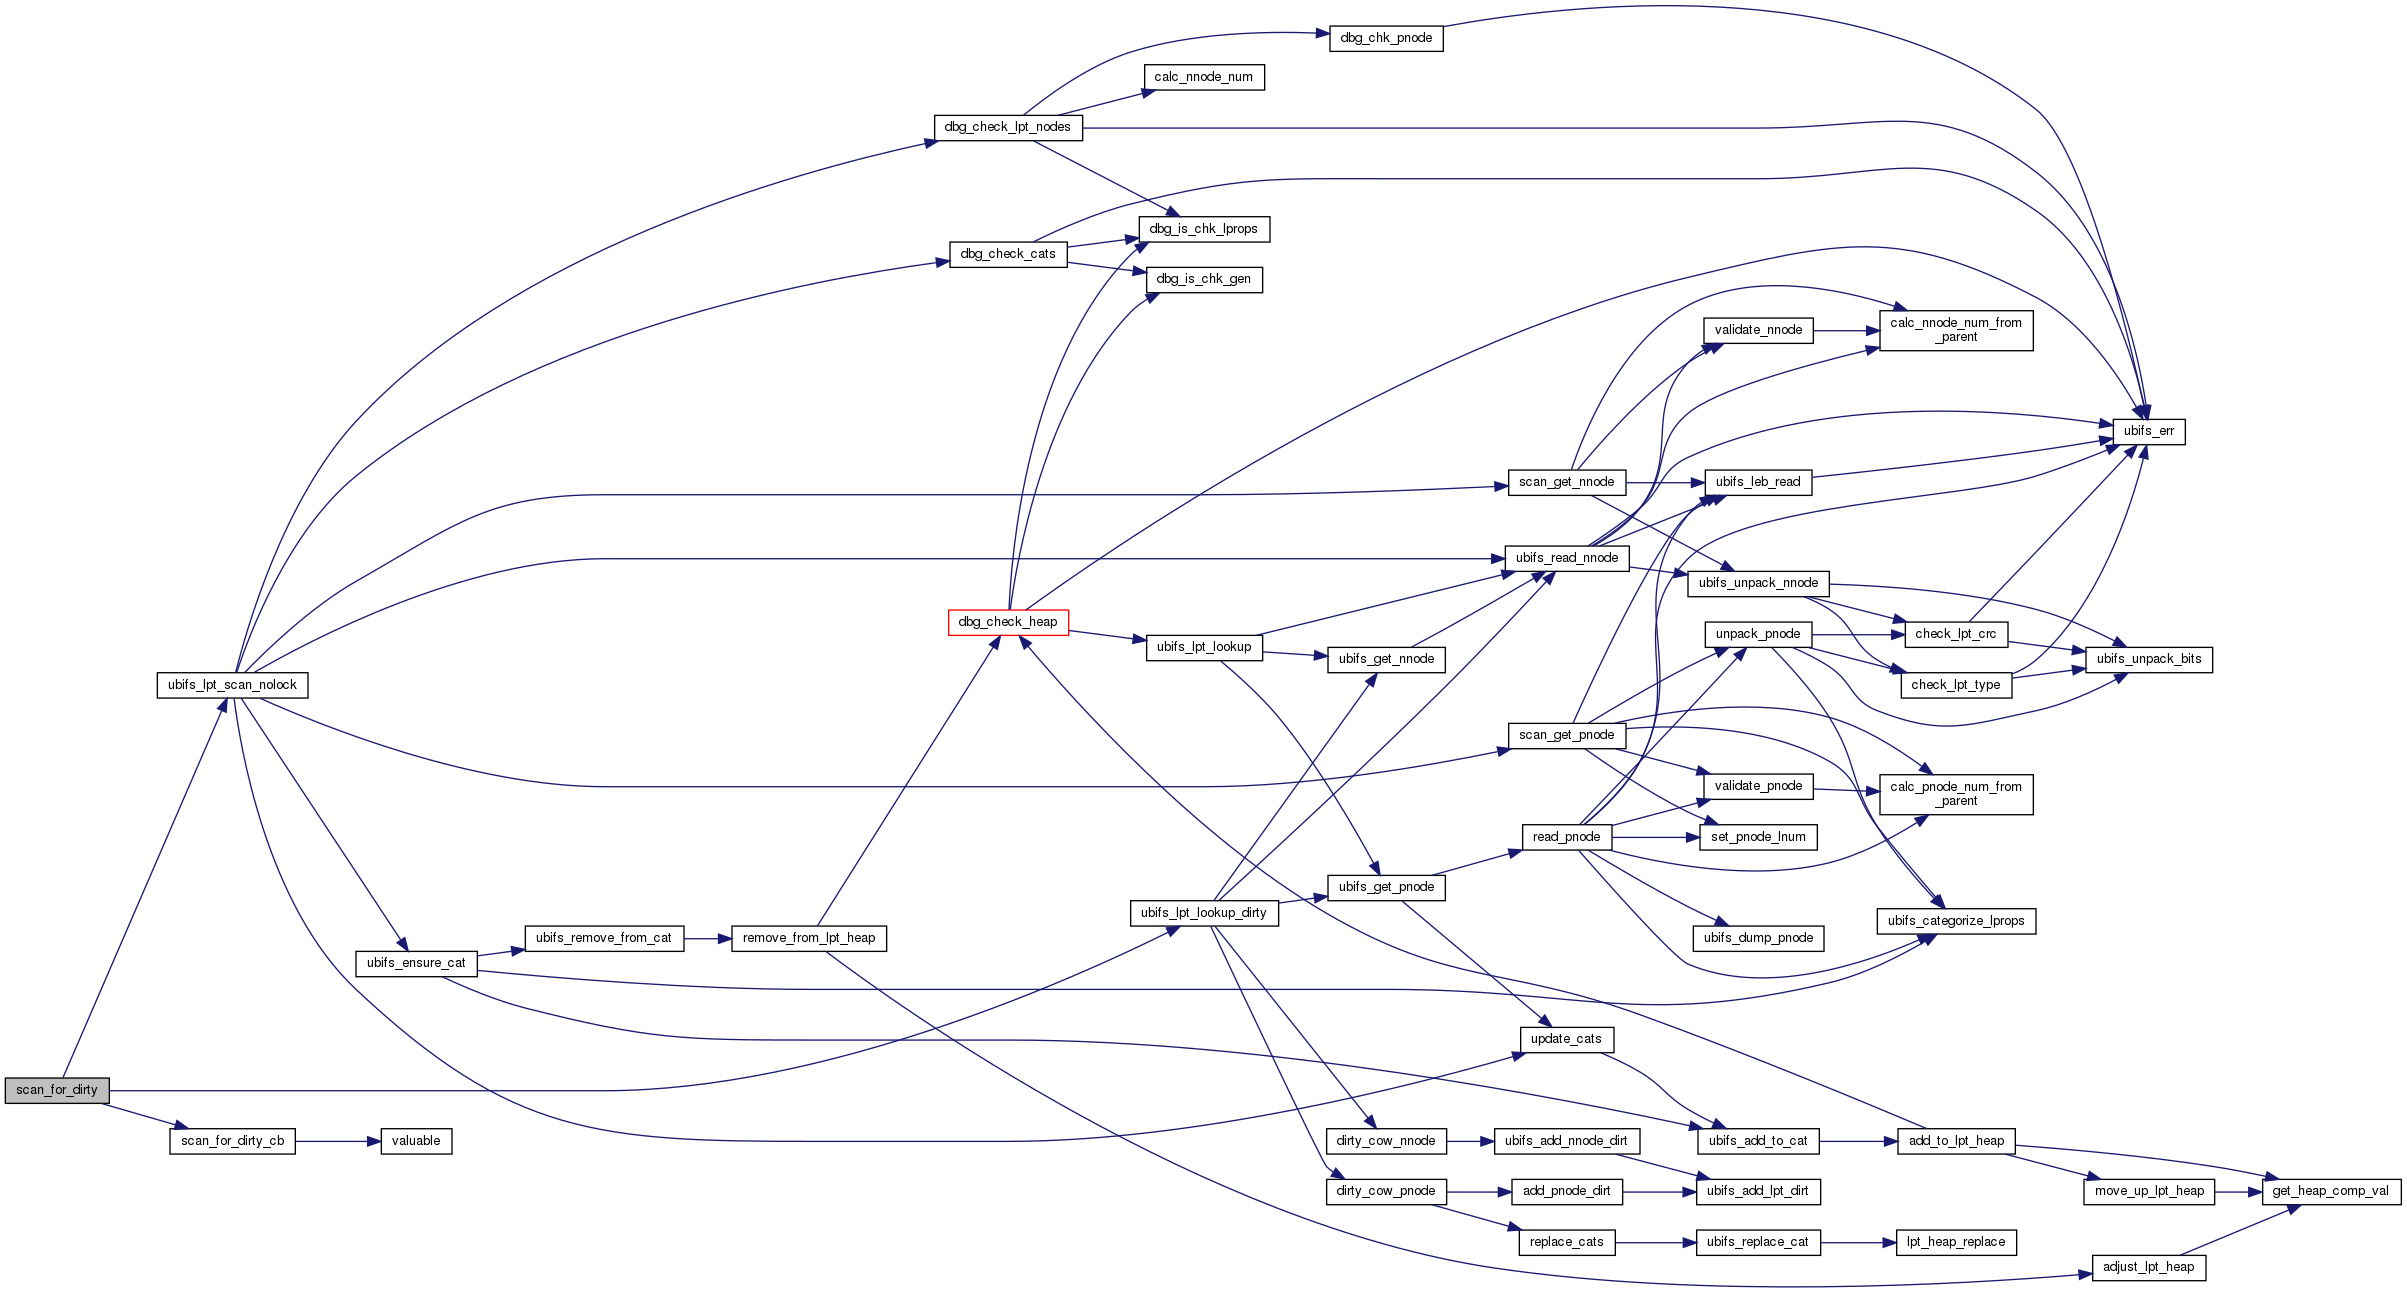 dbg_chk_pnode
calc_nnode_num
dbg_check_lpt_nodes
dbg_is_chk_lprops
dbg_check_cats
dbg_is_chk_gen
validate_nnode
calc_nnode_num_from
_parent
ubifs_err
scan_get_nnode
ubifs_leb_read
ubifs_read_nnode
ubifs_unpack_nnode
dbg_check_heap
unpack_pnode
check_lpt_crc
ubifs_lpt_lookup
ubifs_get_nnode
ubifs_unpack_bits
ubifs_lpt_scan_nolock
check_lpt_type
scan_get_pnode
validate_pnode
calc_pnode_num_from
_parent
read_pnode
set_pnode_lnum
ubifs_get_pnode
ubifs_lpt_lookup_dirty
ubifs_categorize_lprops
ubifs_remove_from_cat
remove_from_lpt_heap
ubifs_dump_pnode
ubifs_ensure_cat
update_cats
scan_for_dirty
scan_for_dirty_cb
valuable
dirty_cow_nnode
ubifs_add_nnode_dirt
ubifs_add_to_cat
add_to_lpt_heap
dirty_cow_pnode
add_pnode_dirt
ubifs_add_lpt_dirt
move_up_lpt_heap
get_heap_comp_val
replace_cats
ubifs_replace_cat
lpt_heap_replace
adjust_lpt_heap